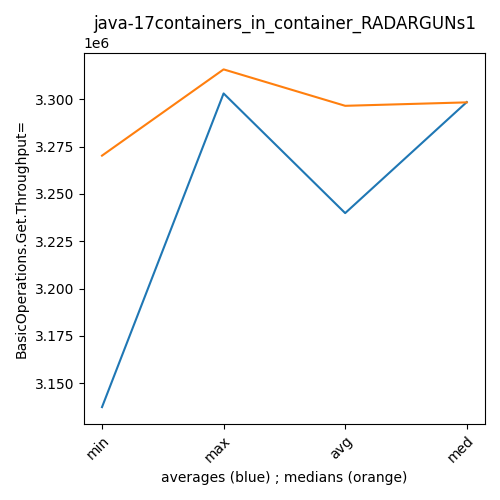 java-17containers_in_container_RADARGUNs1
1e6
BasicOperations.Get.Throughput=
3.300
3.275
3.250
3.225
3.200
3.175
3.150
min
max
avg
med
averages (blue) ; medians (orange)